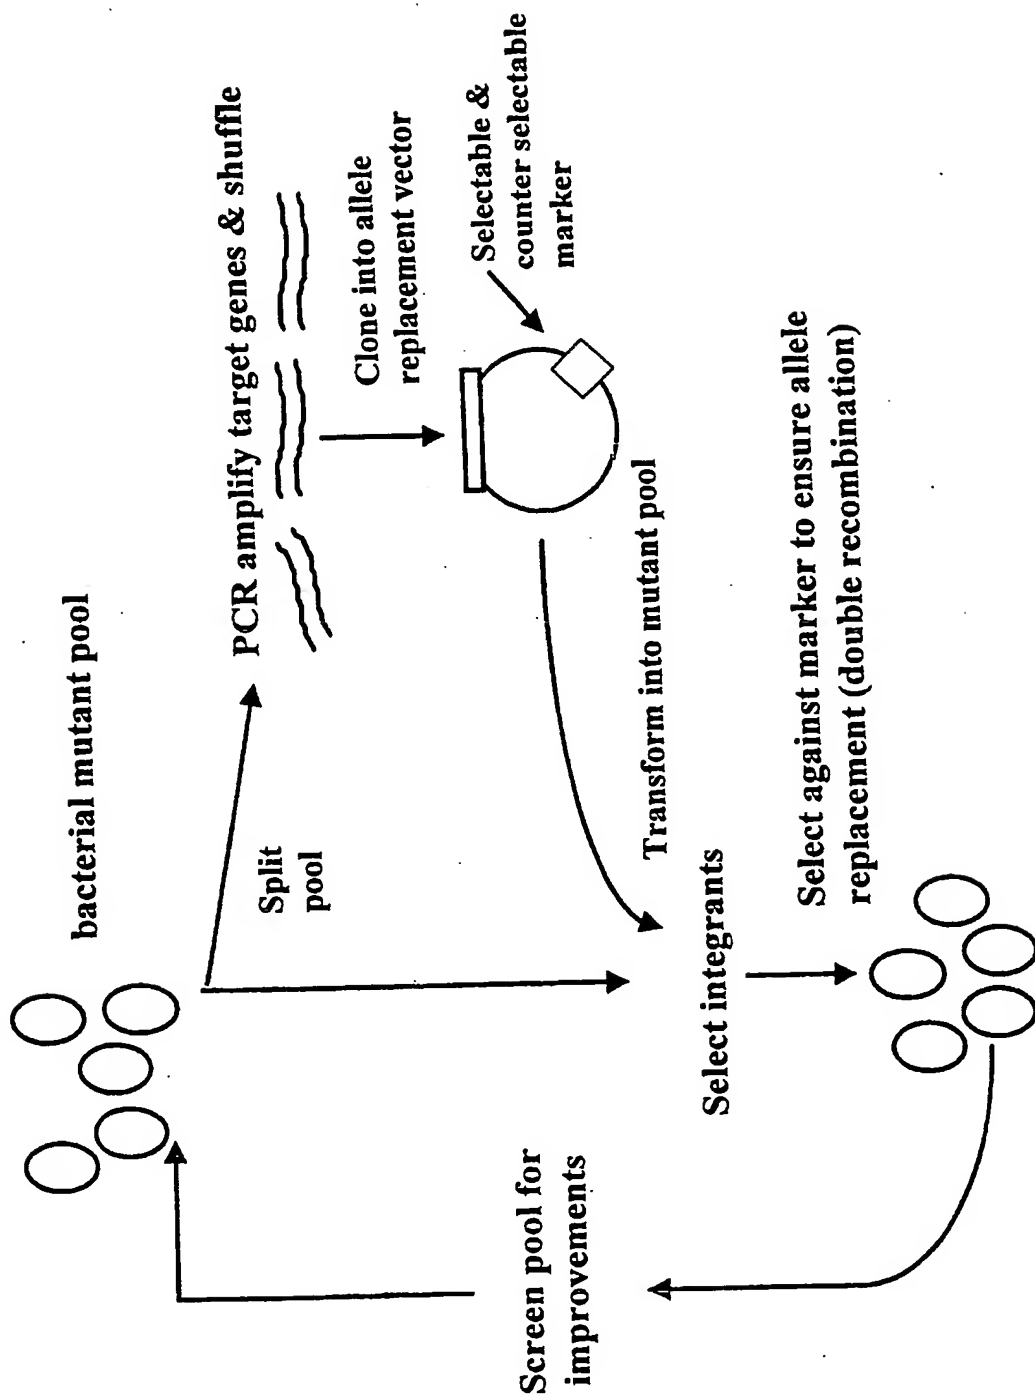 bacterial mutant pool
Split
pool
PCR amplify target genes & shuffle
Clone into allele
replacement vector
Selectable &
counter selectable
marker
Transform into mutant pool
Select integrants
Select against marker to ensure allele
replacement (double recombination)
Screen pool for
improvements